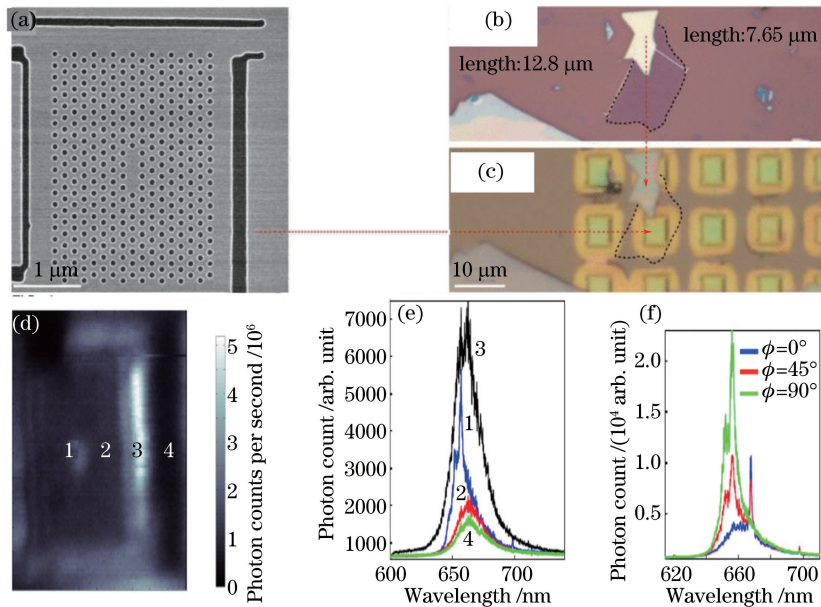 (a)
1 μm
(b)
length:7.65 μm
length:12.8 μm
(c)
10 μm
(d)
1 2 3 4
Photon counts per second /10⁶
5
4
3
2
1
0
(e)
Photon count /arb. unit
7000
6000
5000
4000
3000
2000
1000
3
1
2
4
600 650 700
Wavelength /nm
(f)
Photon count /(10⁴ arb. unit)
2.0
1.5
1.0
0.5
ϕ=0°
ϕ=45°
ϕ=90°
620 660 700
Wavelength /nm